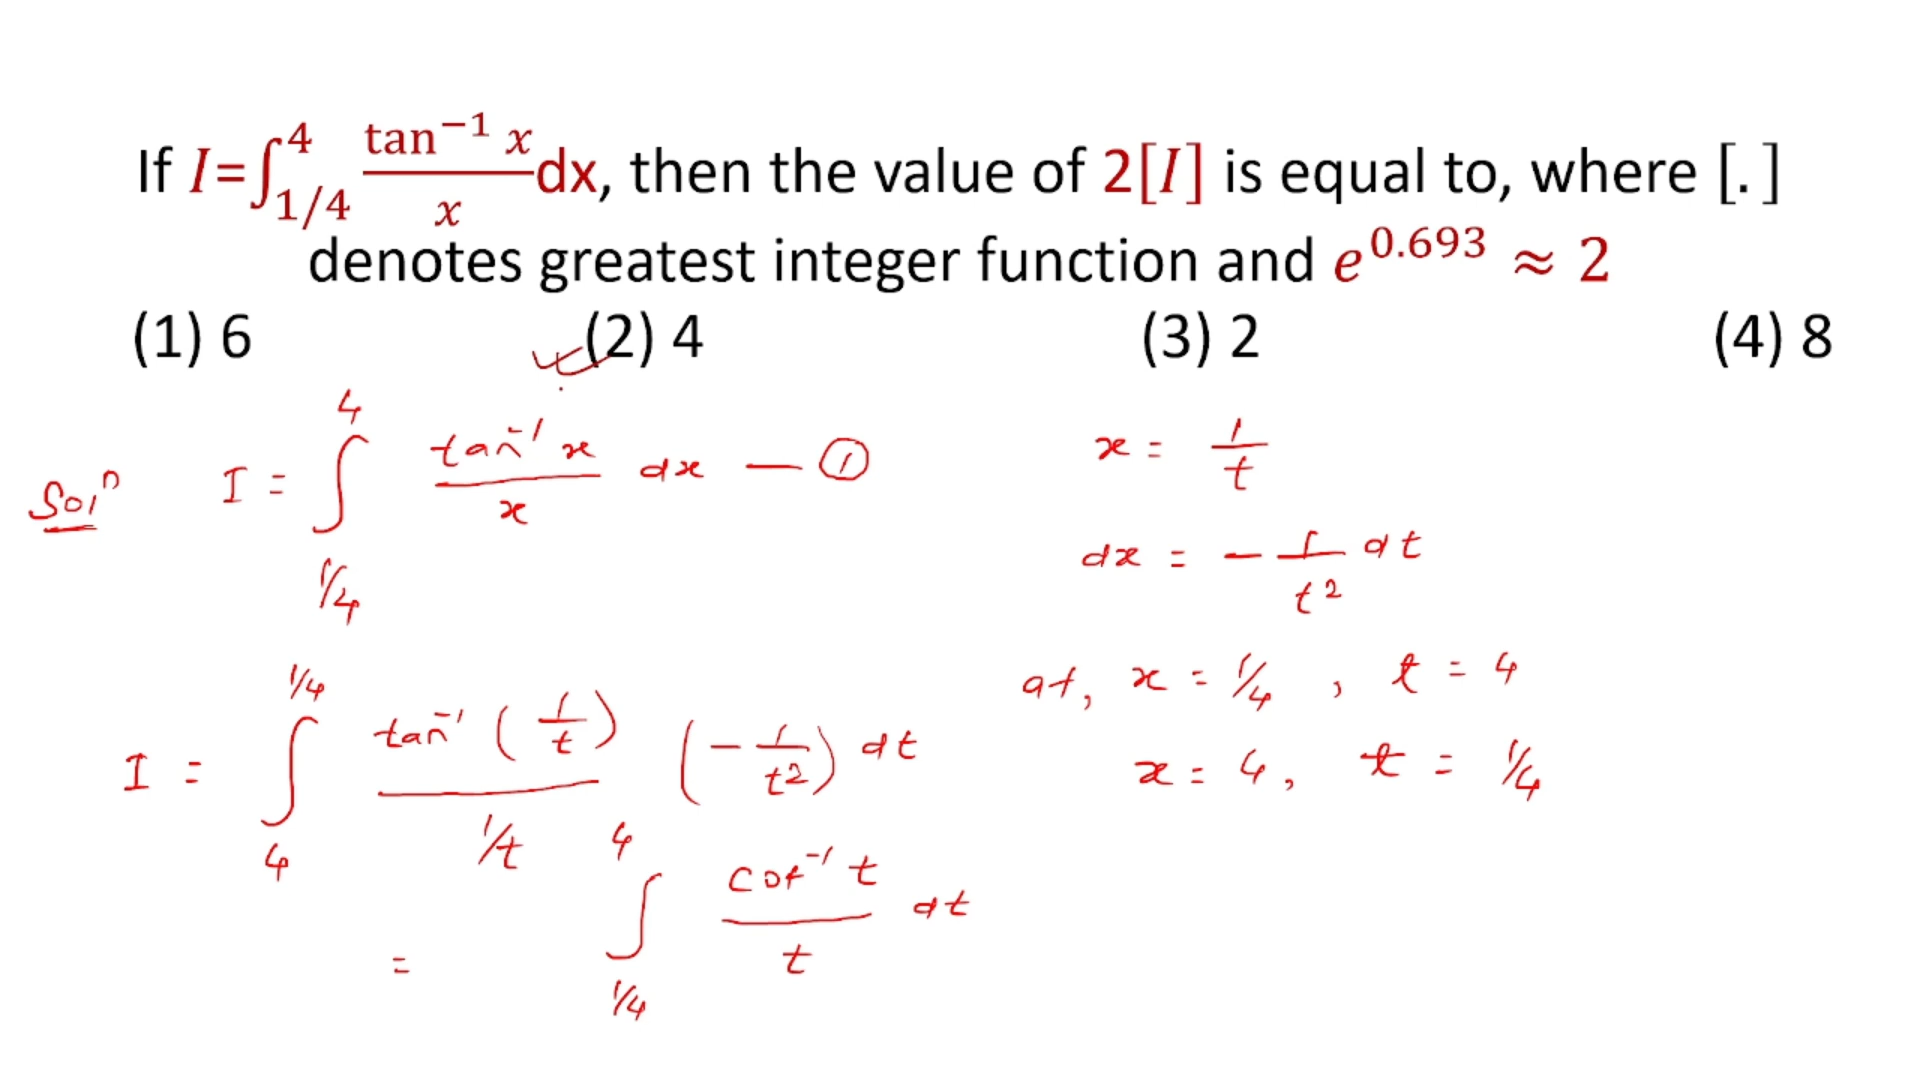 If I=∫_{1/4}^{4} (tan⁻¹ x)/x dx, then the value of 2[I] is equal to, where [.]
denotes greatest integer function and e^{0.693} ≈ 2
(1) 6 (2) 4 (3) 2 (4) 8
Solⁿ I = ∫_{1/4}^{4} (tan⁻¹ x)/x dx — ①
x = 1/t
dx = -1/t² dt
at, x = 1/4 , t = 4
x = 4, t = 1/4
I = ∫_{4}^{1/4} (tan⁻¹ (1/t))/(1/t) (-1/t²) dt
= ∫_{1/4}^{4} (cot⁻¹ t)/t dt